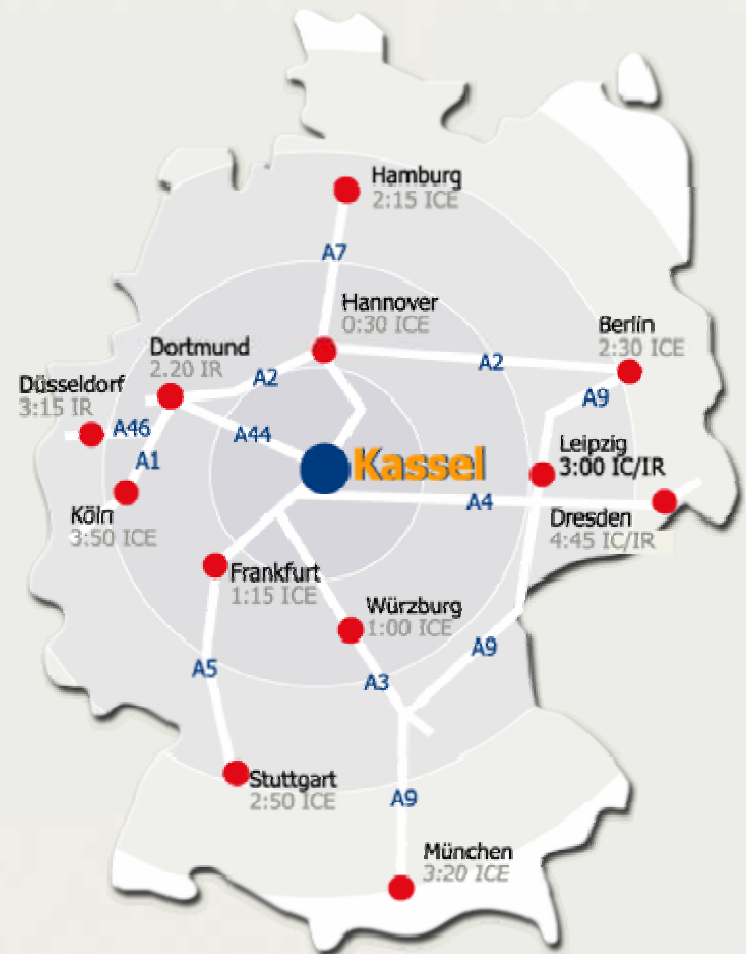 Hamburg
2:15 ICE
A7
Hannover
0:30 ICE
Berlin
2:30 ICE
Dortmund
2.20 IR
A2
A2
Düsseldorf
3:15 IR
A9
A46
A44
A1
Leipzig
3:00 IC/IR
Kassel
A4
Köln
3:50 ICE
Dresden
4:45 IC/IR
Frankfurt
1:15 ICE
Würzburg
1:00 ICE
A9
A5
A3
Stuttgart
2:50 ICE
A9
München
3:20 ICE